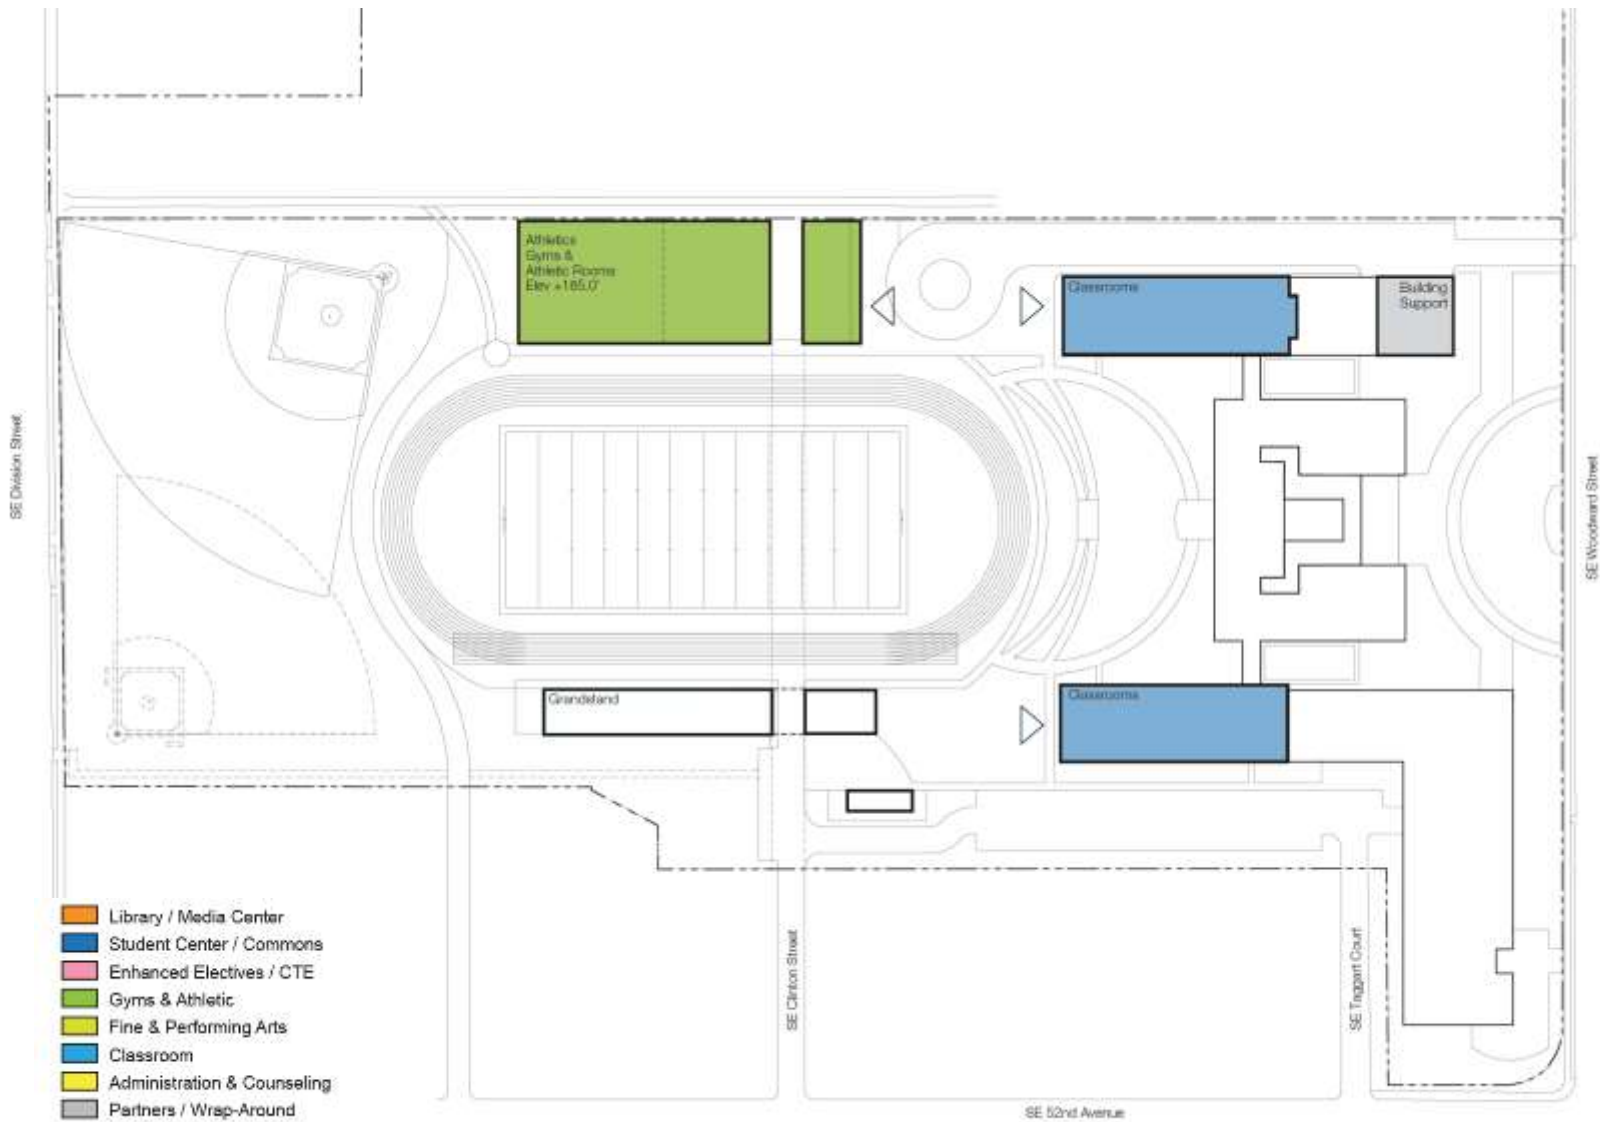 Athletics
Gyms &
Athletic Rooms
Elev +165.0'
Classrooms
Building
Support
SE Division Street
SE Woodward Street
Grandstand
Classrooms
SE Clinton Street
SE Taggart Court
Library / Media Center
Student Center / Commons
Enhanced Electives / CTE
Gyms & Athletic
Fine & Performing Arts
Classroom
Administration & Counseling
Partners / Wrap-Around
SE 52nd Avenue